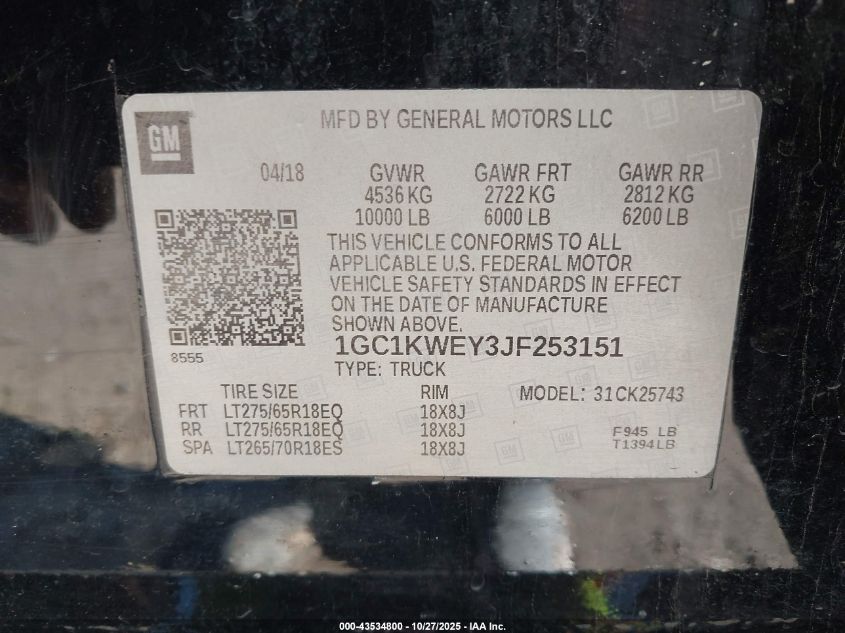 GM
MFD BY GENERAL MOTORS LLC
04/18 GVWR GAWR FRT GAWR RR
4536 KG 2722 KG 2812 KG
10000 LB 6000 LB 6200 LB
THIS VEHICLE CONFORMS TO ALL
APPLICABLE U.S. FEDERAL MOTOR
VEHICLE SAFETY STANDARDS IN EFFECT
ON THE DATE OF MANUFACTURE
SHOWN ABOVE.
8555
1GC1KWEY3JF253151
TYPE: TRUCK
TIRE SIZE RIM MODEL: 31CK25743
FRT LT275/65R18EQ 18X8J
RR LT275/65R18EQ 18X8J F945 LB
SPA LT265/70R18ES 18X8J T1394LB
000-43534800 - 10/27/2025 - IAA Inc.